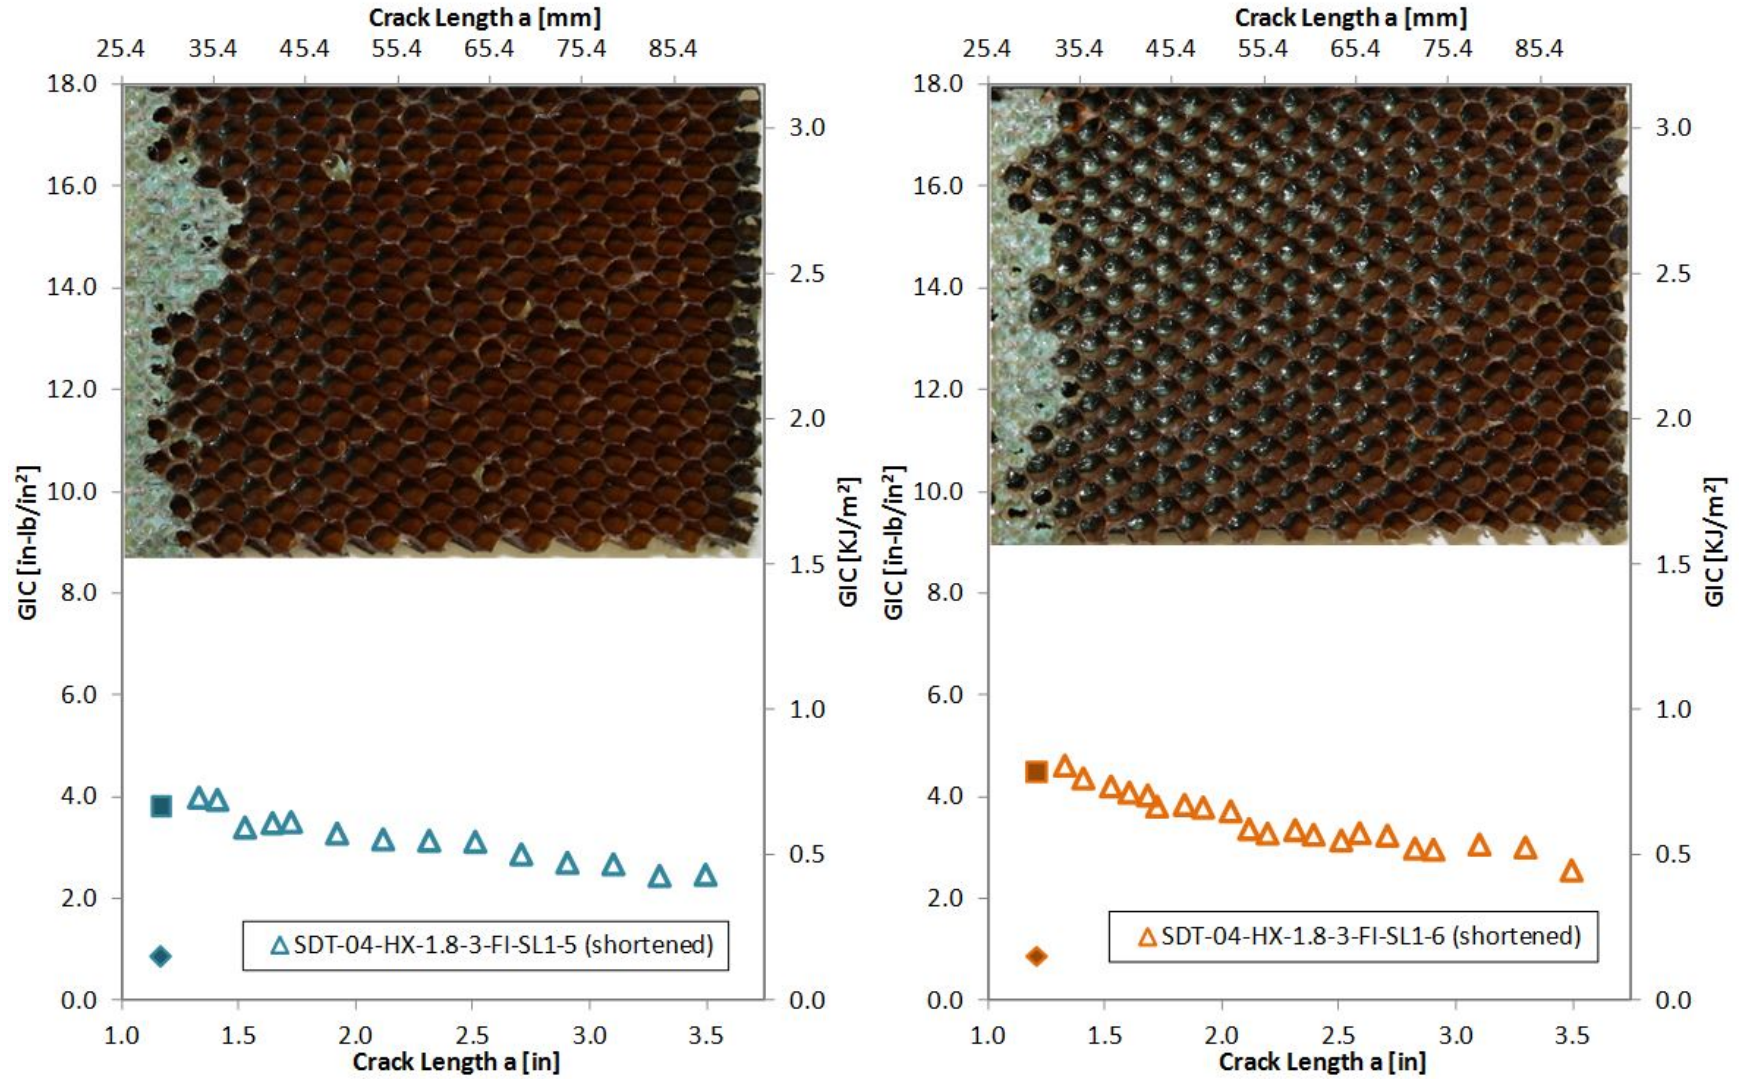 Crack Length a [mm]
25.4 35.4 45.4 55.4 65.4 75.4 85.4
18.0
16.0
14.0
12.0
10.0
8.0
6.0
4.0
2.0
0.0
GIC [in-lb/in²]
3.0
2.5
2.0
1.5
1.0
0.5
0.0
GIC [KJ/m²]
SDT-04-HX-1.8-3-FI-SL1-5 (shortened)
1.0 1.5 2.0 2.5 3.0 3.5
Crack Length a [in]
Crack Length a [mm]
25.4 35.4 45.4 55.4 65.4 75.4 85.4
18.0
16.0
14.0
12.0
10.0
8.0
6.0
4.0
2.0
0.0
GIC [in-lb/in²]
3.0
2.5
2.0
1.5
1.0
0.5
0.0
GIC [KJ/m²]
SDT-04-HX-1.8-3-FI-SL1-6 (shortened)
1.0 1.5 2.0 2.5 3.0 3.5
Crack Length a [in]